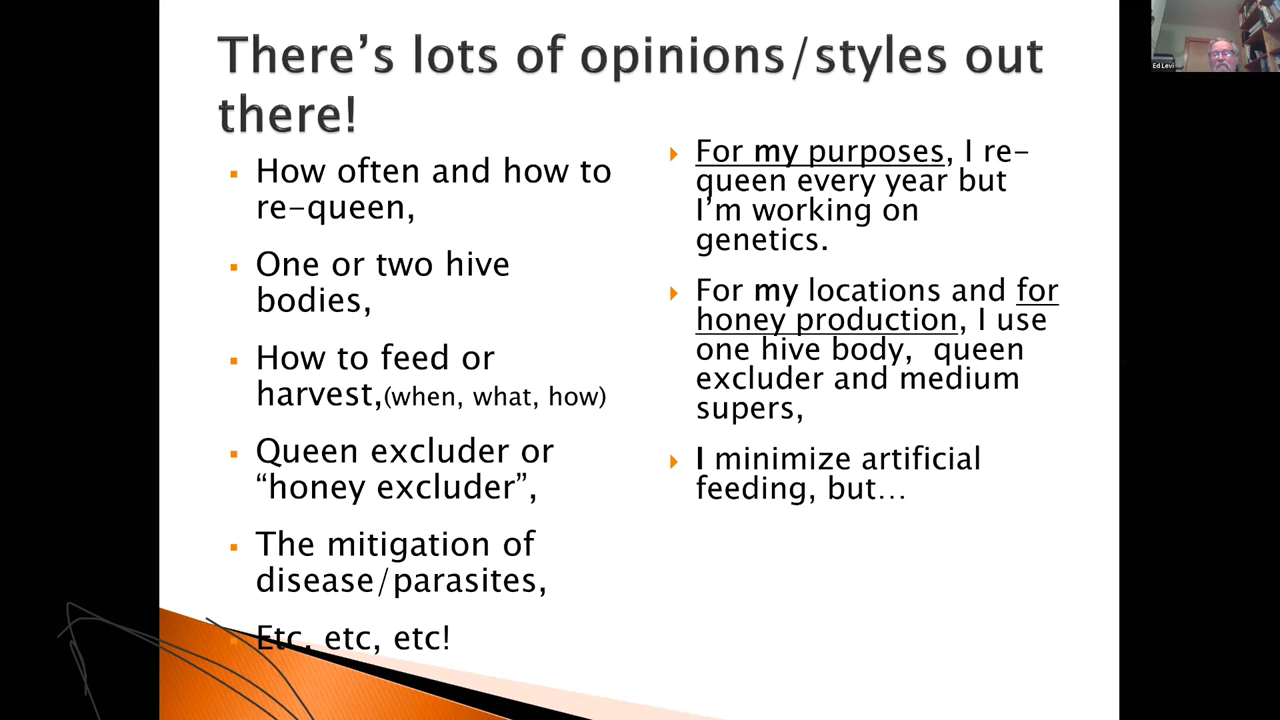 There's lots of opinions/styles out
there!
How often and how to
re-queen,
One or two hive
bodies,
How to feed or
harvest,(when, what, how)
Queen excluder or
“honey excluder”,
The mitigation of
disease/parasites,
Etc, etc, etc!
For my purposes, I re-
queen every year but
I'm working on
genetics.
For my locations and for
honey production, I use
one hive body, queen
excluder and medium
supers,
I minimize artificial
feeding, but…
Ed Levi